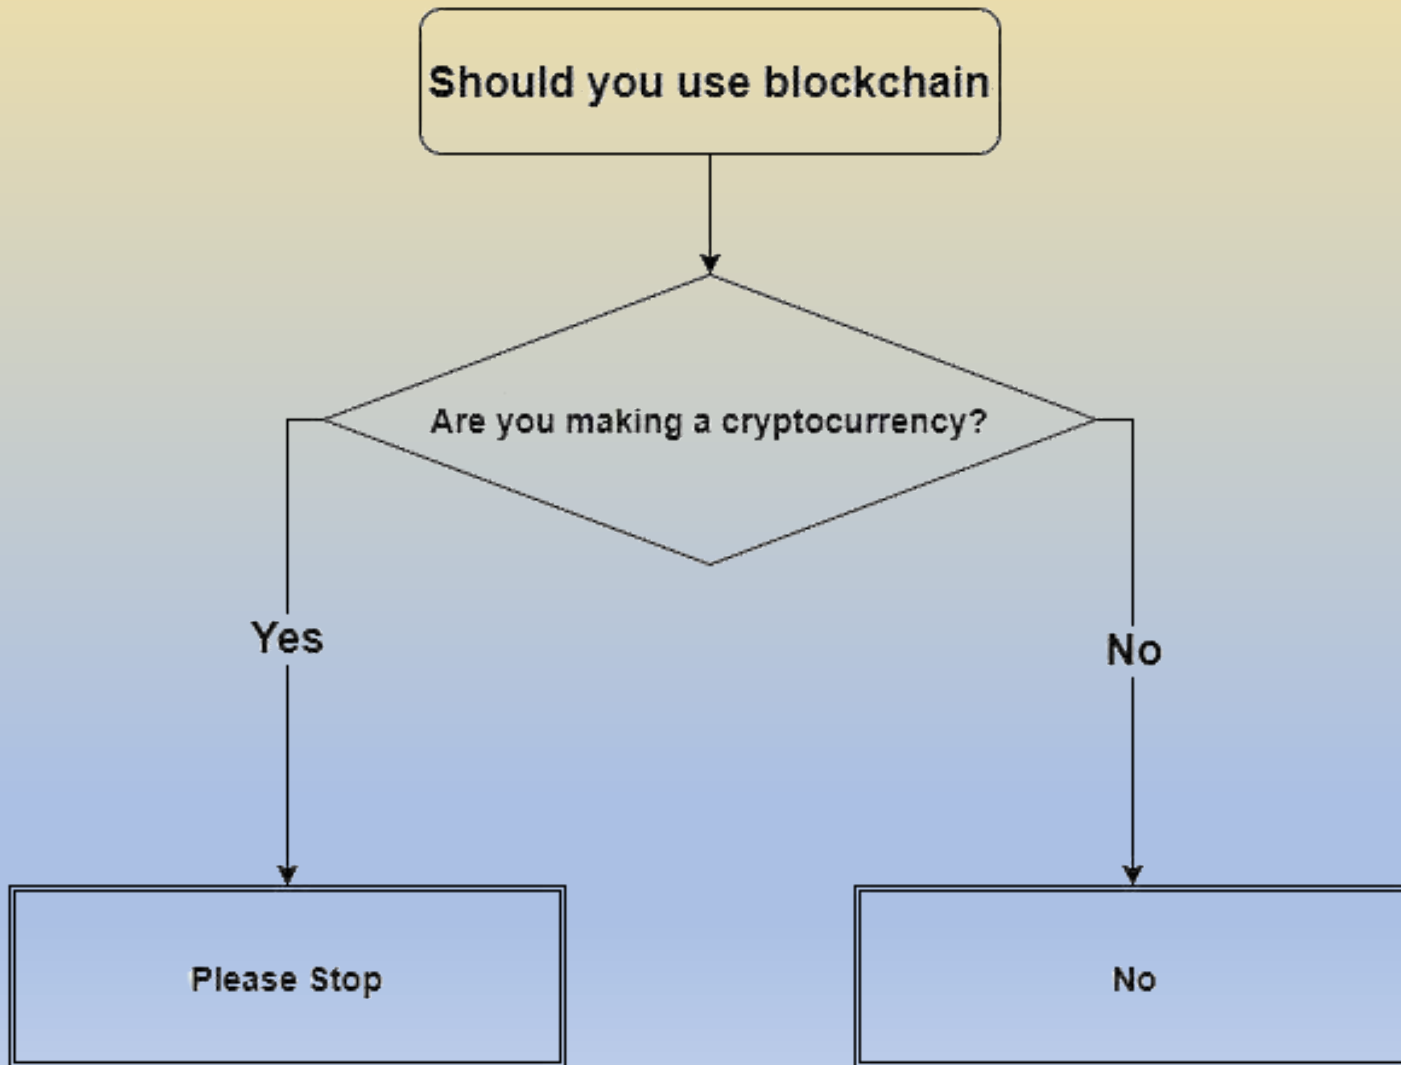 Should you use blockchain
Are you making a cryptocurrency?
Yes
No
Please Stop
No